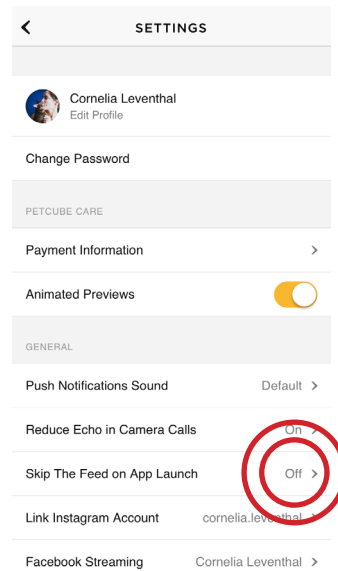 SETTINGS
Cornelia Leventhal
Edit Profile
Change Password
PETCUBE CARE
Payment Information
Animated Previews
GENERAL
Push Notifications Sound Default
Reduce Echo in Camera Calls On
Skip The Feed on App Launch Off
Link Instagram Account cornelia.leventhal
Facebook Streaming Cornelia Leventhal